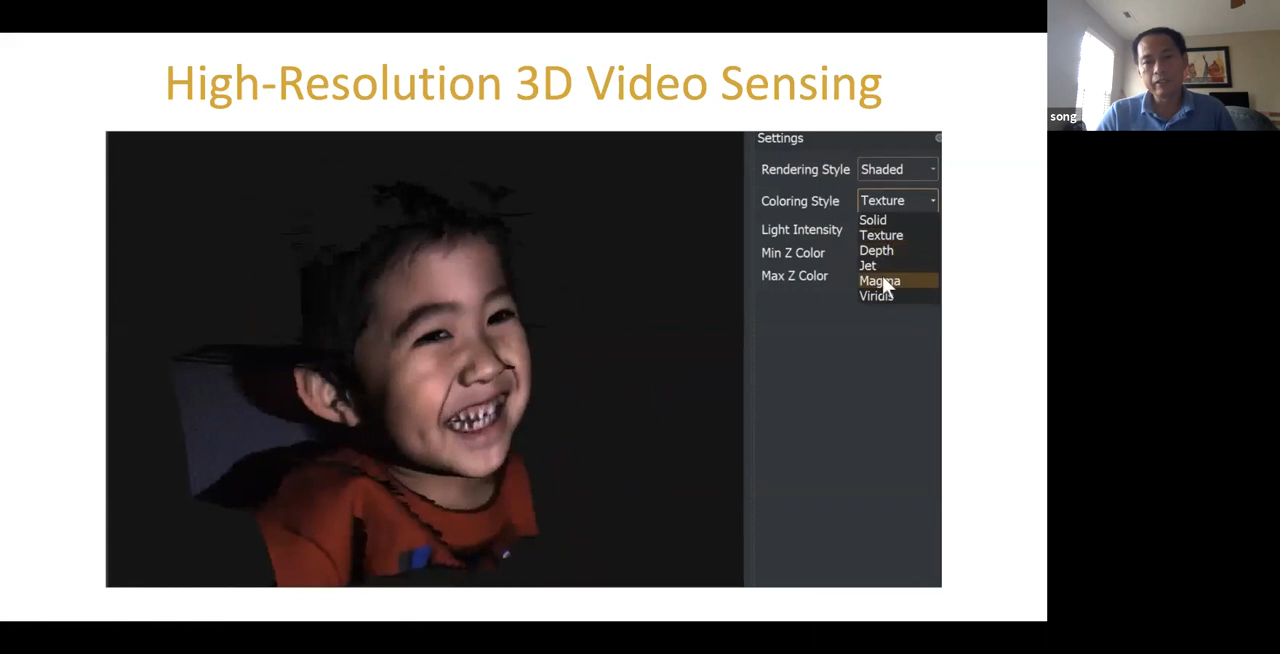 High-Resolution 3D Video Sensing
song
Settings
Rendering Style Shaded
Coloring Style Texture
Solid
Light Intensity
Texture
Min Z Color
Depth
Jet
Max Z Color
Magma
Viridis